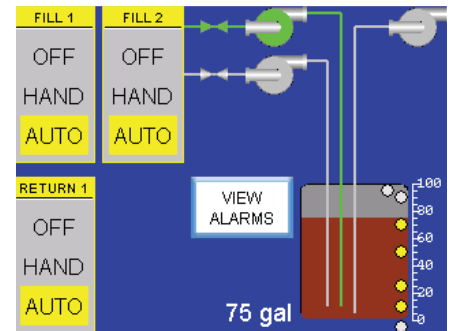 FILL 1
OFF
HAND
AUTO
FILL 2
OFF
HAND
AUTO
RETURN 1
OFF
HAND
AUTO
VIEW
ALARMS
75 gal
100
80
60
40
20
0